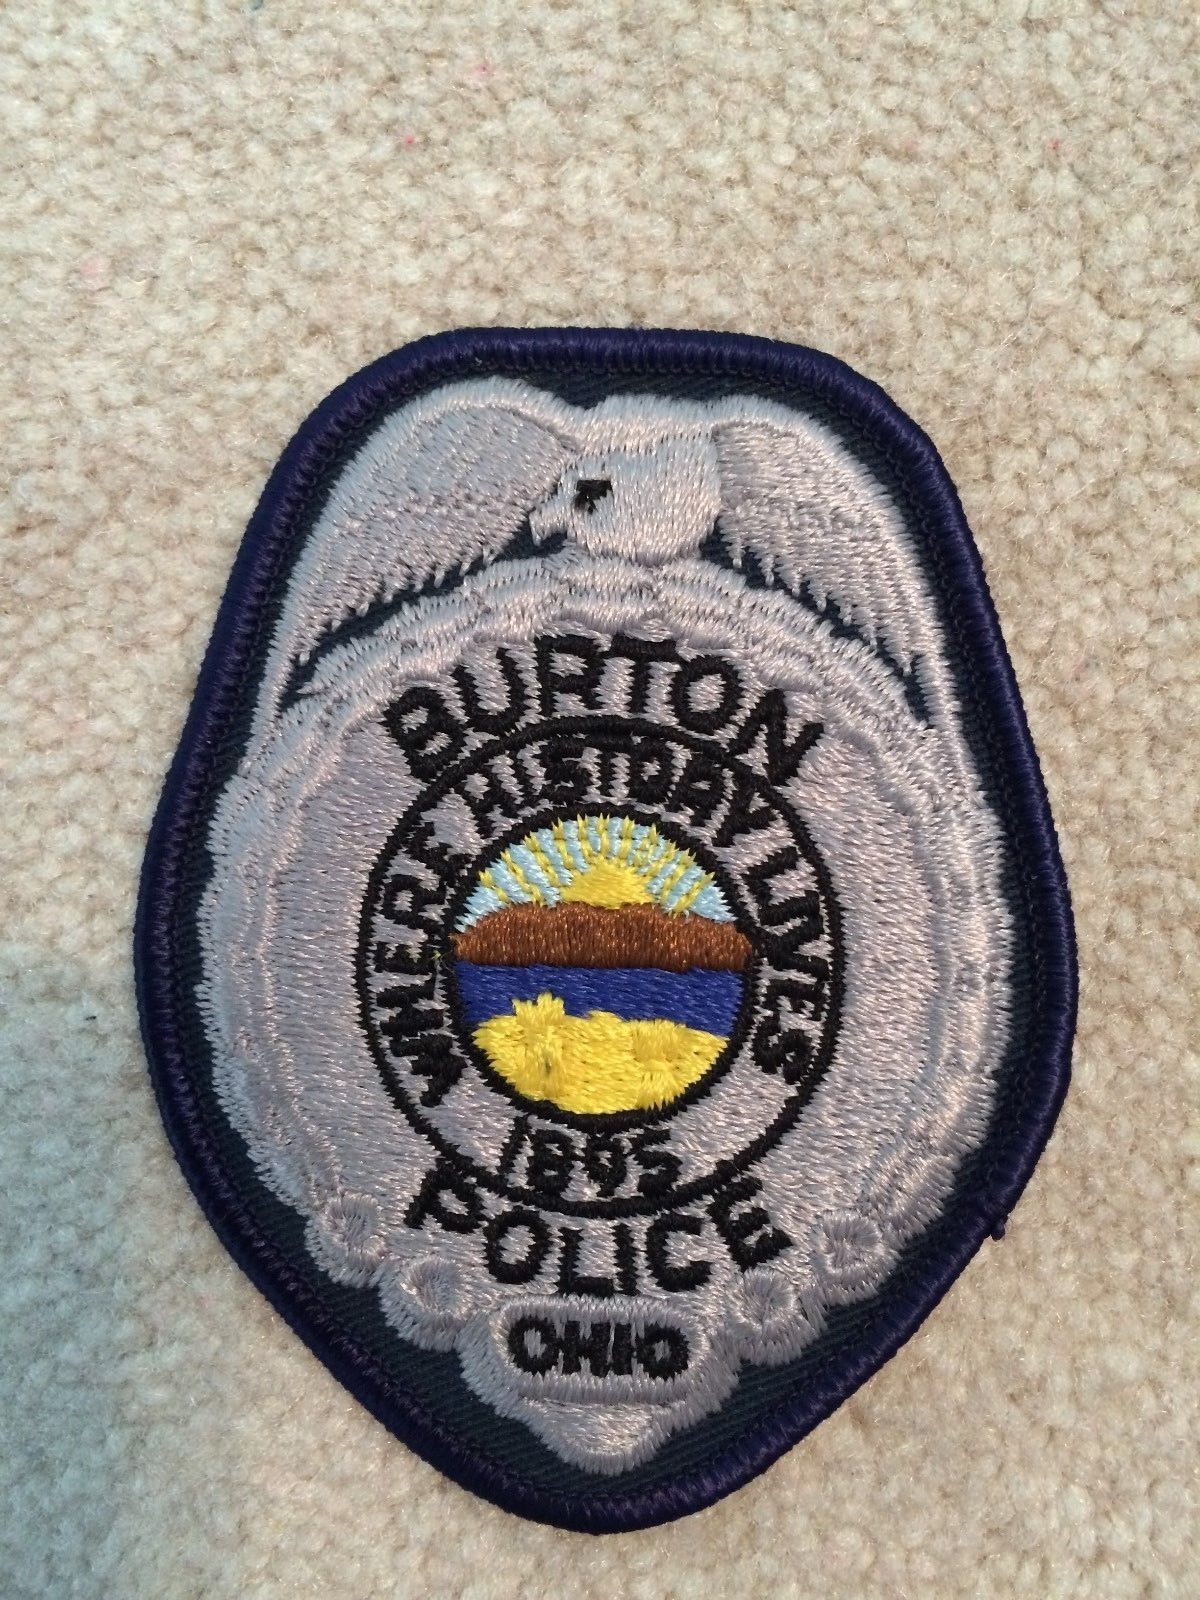 BURTON
WHERE HISTORY LIVES
1895
POLICE
OHIO